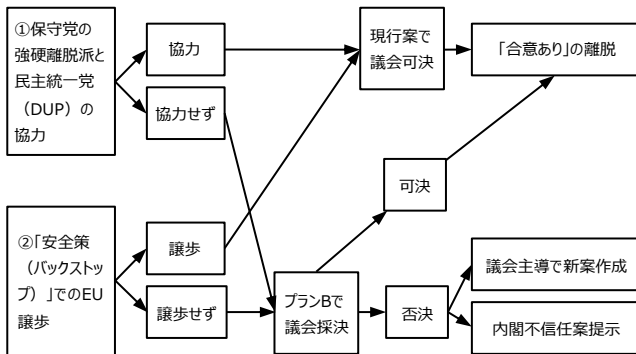 ①保守党の
強硬離脱派と
民主統一党
（DUP）の
協力
協力
協力せず
現行案で
議会可決
「合意あり」の離脱
可決
②「安全策
（バックストッ
プ）」でのEU
譲歩
譲歩
譲歩せず
プランBで
議会採決
否決
議会主導で新案作成
内閣不信任案提示